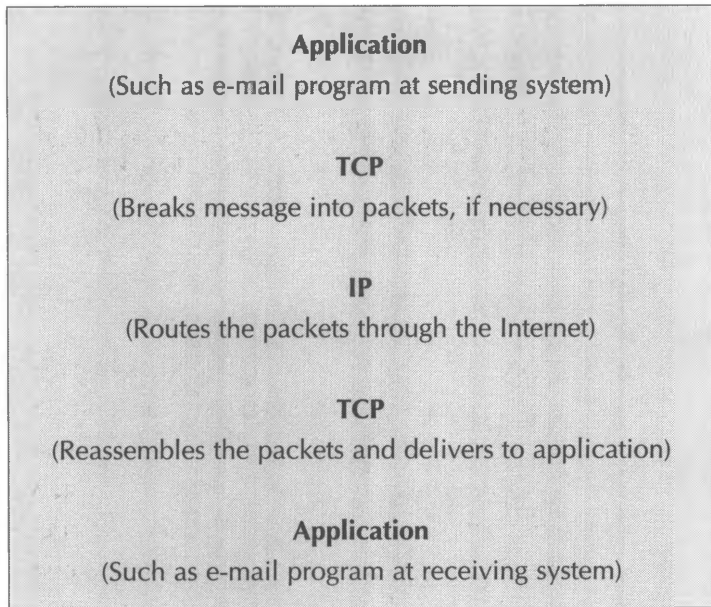 Application
(Such as e-mail program at sending system)
TCP
(Breaks message into packets, if necessary)
IP
(Routes the packets through the Internet)
TCP
(Reassembles the packets and delivers to application)
Application
(Such as e-mail program at receiving system)